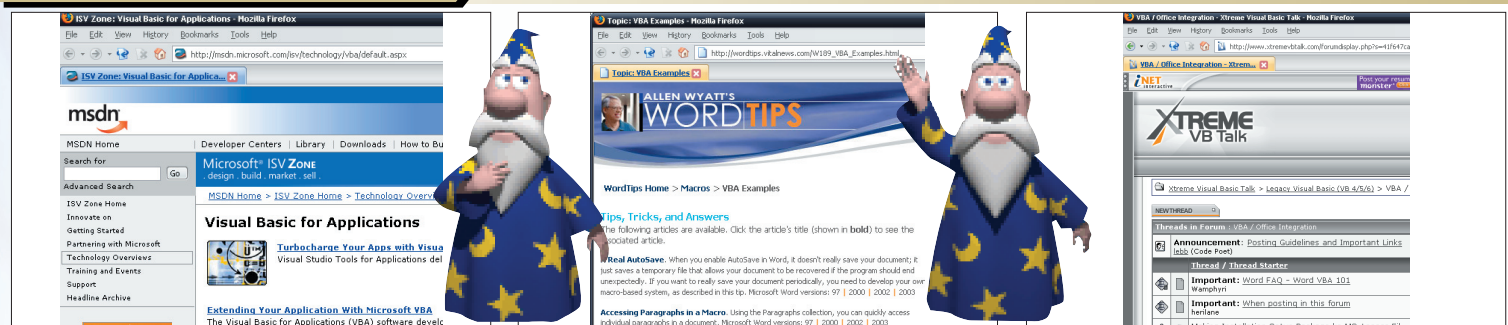 ISV Zone: Visual Basic for Applications - Mozilla Firefox
File Edit View History Bookmarks Tools Help
http://msdn.microsoft.com/isv/technology/vba/default.aspx
ISV Zone: Visual Basic for Applica...
msdn
MSDN Home | Developer Centers | Library | Downloads | How to Bu
Search for
Go
Advanced Search
ISV Zone Home
Innovate on
Getting Started
Partnering with Microsoft
Technology Overviews
Training and Events
Support
Headline Archive
Microsoft® ISV ZONE
. design . build . market . sell .
MSDN Home > ISV Zone Home > Technology Overv
Visual Basic for Applications
Turbocharge Your Apps with Visua
Visual Studio Tools for Applications del
Extending Your Application With Microsoft VBA
The Visual Basic for Applications (VBA) software develo
Topic: VBA Examples - Mozilla Firefox
File Edit View History Bookmarks Tools Help
http://wordtips.vitalnews.com/W189_VBA_Examples.html
Topic: VBA Examples
ALLEN WYATT'S
WORDTIPS
WordTips Home > Macros > VBA Examples
Tips, Tricks, and Answers
The following articles are available. Click the article's title (shown in bold) to see the
sociated article.
Real AutoSave. When you enable AutoSave in Word, it doesn't really save your document; it
just saves a temporary file that allows your document to be recovered if the program should end
unexpectedly. If you want to really save your document periodically, you need to develop your own
macro-based system, as described in this tip. Microsoft Word versions: 97 | 2000 | 2002 | 2003
Accessing Paragraphs in a Macro. Using the Paragraphs collection, you can quickly access
individual paragraphs in a document. Microsoft Word versions: 97 | 2000 | 2002 | 2003
VBA / Office Integration - Xtreme Visual Basic Talk - Mozilla Firefox
File Edit View History Bookmarks Tools Help
http://www.xtremevbtalk.com/forumdisplay.php?s=41f647ca
VBA / Office Integration - Xtrem...
iNET
interactive
Post your resum
monster
XTREME
VB Talk
Xtreme Visual Basic Talk > Legacy Visual Basic (VB 4/5/6) > VBA /
NEW THREAD
Threads in Forum : VBA / Office Integration
Announcement: Posting Guidelines and Important Links
lebb (Code Poet)
Thread / Thread Starter
Important: Word FAQ - Word VBA 101
Wamphyri
Important: When posting in this forum
herilane